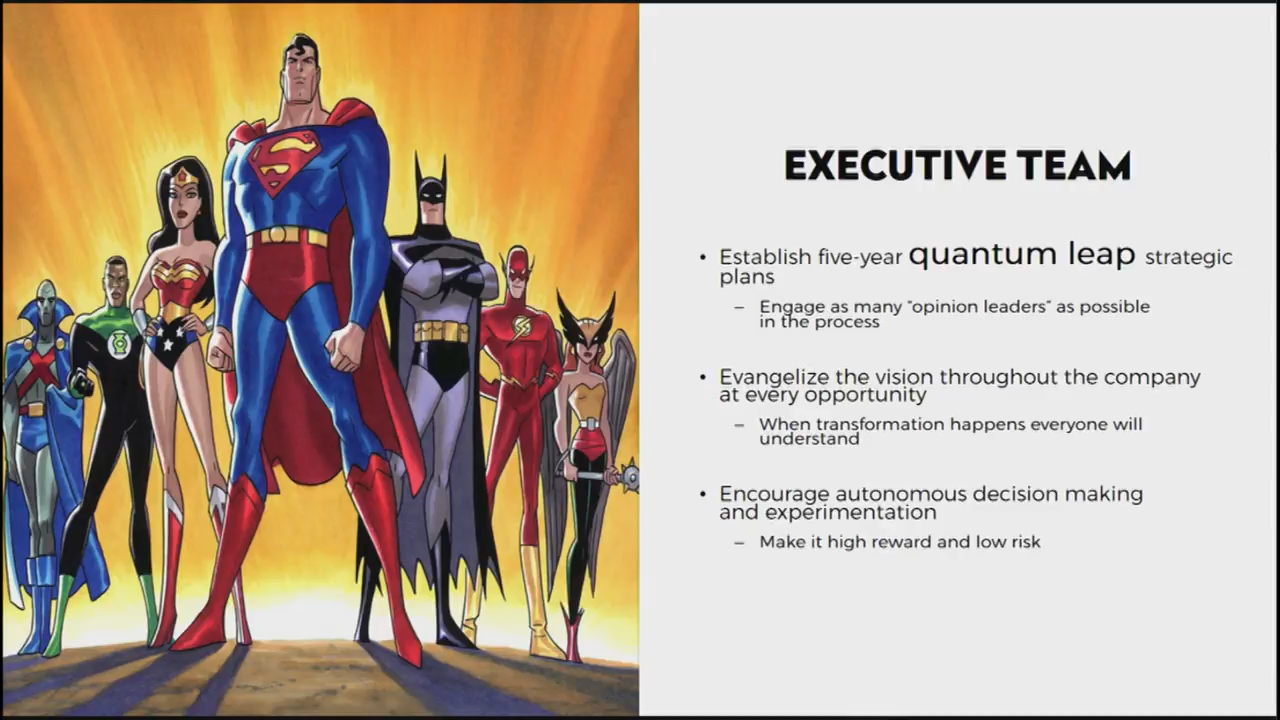 EXECUTIVE TEAM
• Establish five-year quantum leap strategic
plans
– Engage as many "opinion leaders" as possible
in the process
• Evangelize the vision throughout the company
at every opportunity
– When transformation happens everyone will
understand
• Encourage autonomous decision making
and experimentation
– Make it high reward and low risk